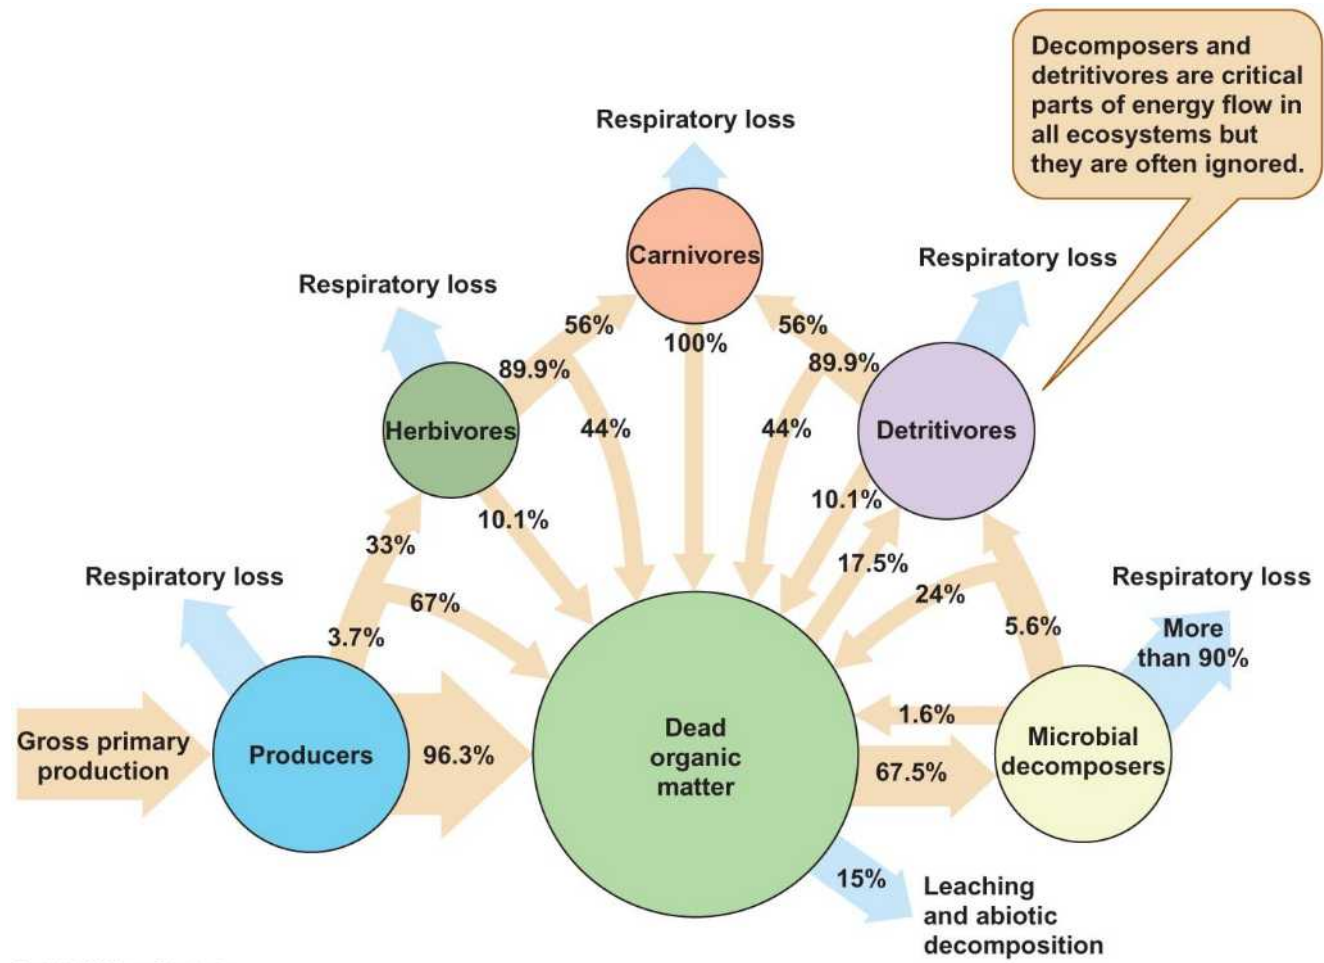 Decomposers and
detritivores are critical
parts of energy flow in
all ecosystems but
they are often ignored.
Respiratory loss
Carnivores
Respiratory loss
Respiratory loss
56%
56%
100%
89.9%
89.9%
Herbivores
44%
44%
Detritivores
10.1%
10.1%
33%
17.5%
Respiratory loss
Respiratory loss
67%
24%
3.7%
5.6%
More
than 90%
1.6%
Gross primary
production
Producers
96.3%
Dead
organic
matter
67.5%
Microbial
decomposers
15%
Leaching
and abiotic
decomposition